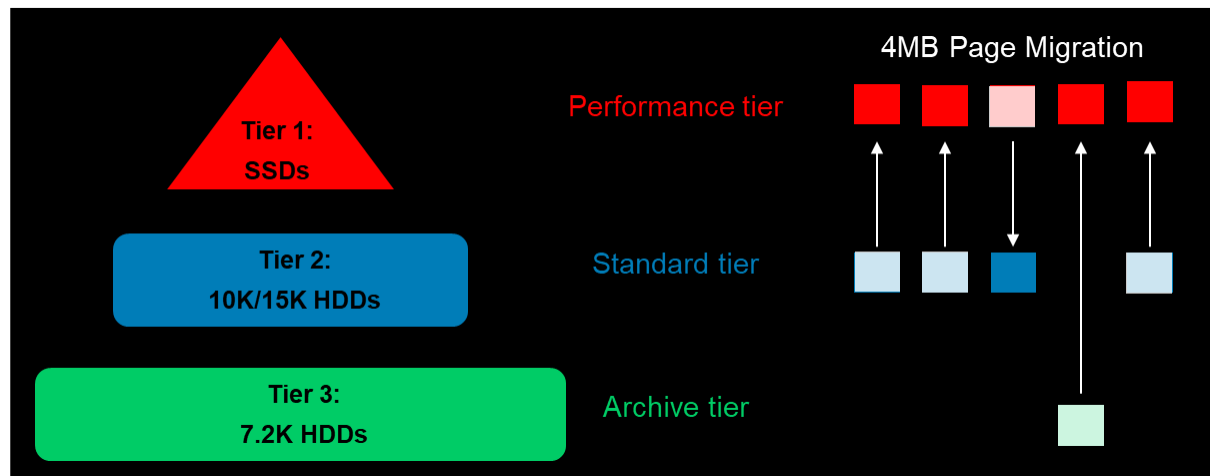 4MB Page Migration
Performance tier
Tier 1:
SSDs
Standard tier
Tier 2:
10K/15K HDDs
Archive tier
Tier 3:
7.2K HDDs